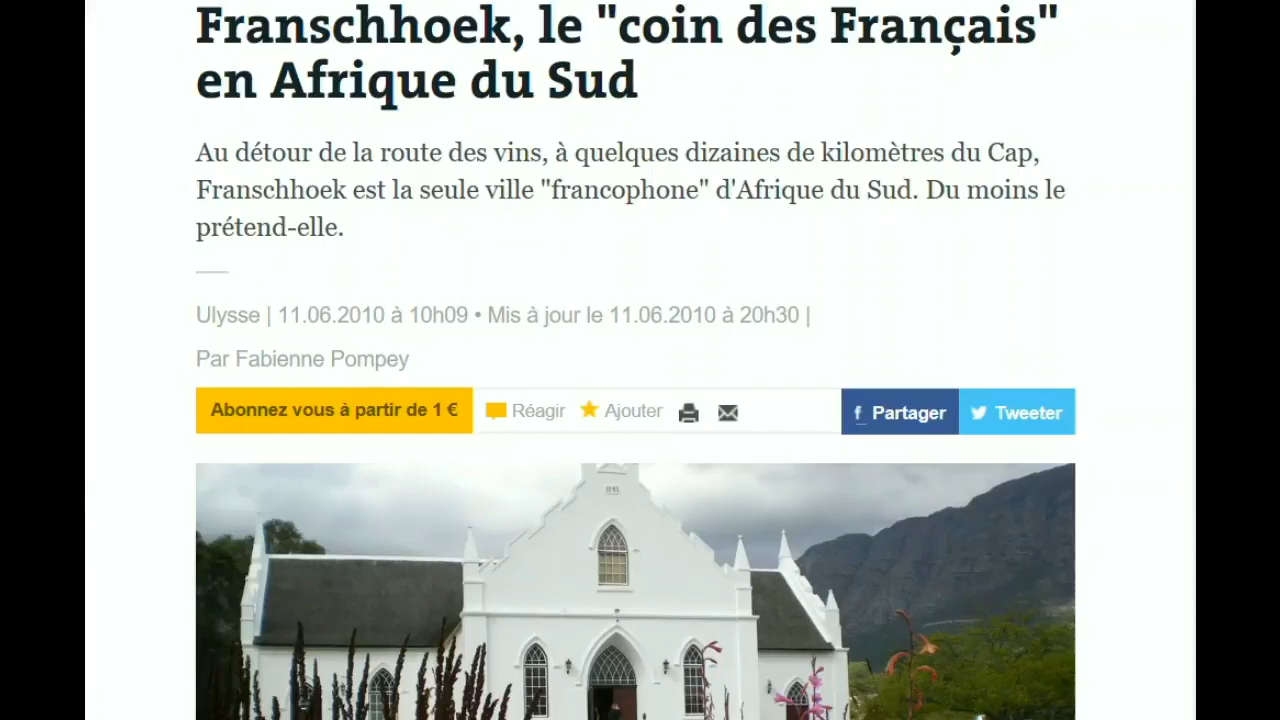 Franschhoek, le "coin des Français"
en Afrique du Sud
Au détour de la route des vins, à quelques dizaines de kilomètres du Cap,
Franschhoek est la seule ville "francophone" d'Afrique du Sud. Du moins le
prétend-elle.
Ulysse | 11.06.2010 à 10h09 • Mis à jour le 11.06.2010 à 20h30 |
Par Fabienne Pompey
Abonnez vous à partir de 1 € Réagir Ajouter Partager Tweeter